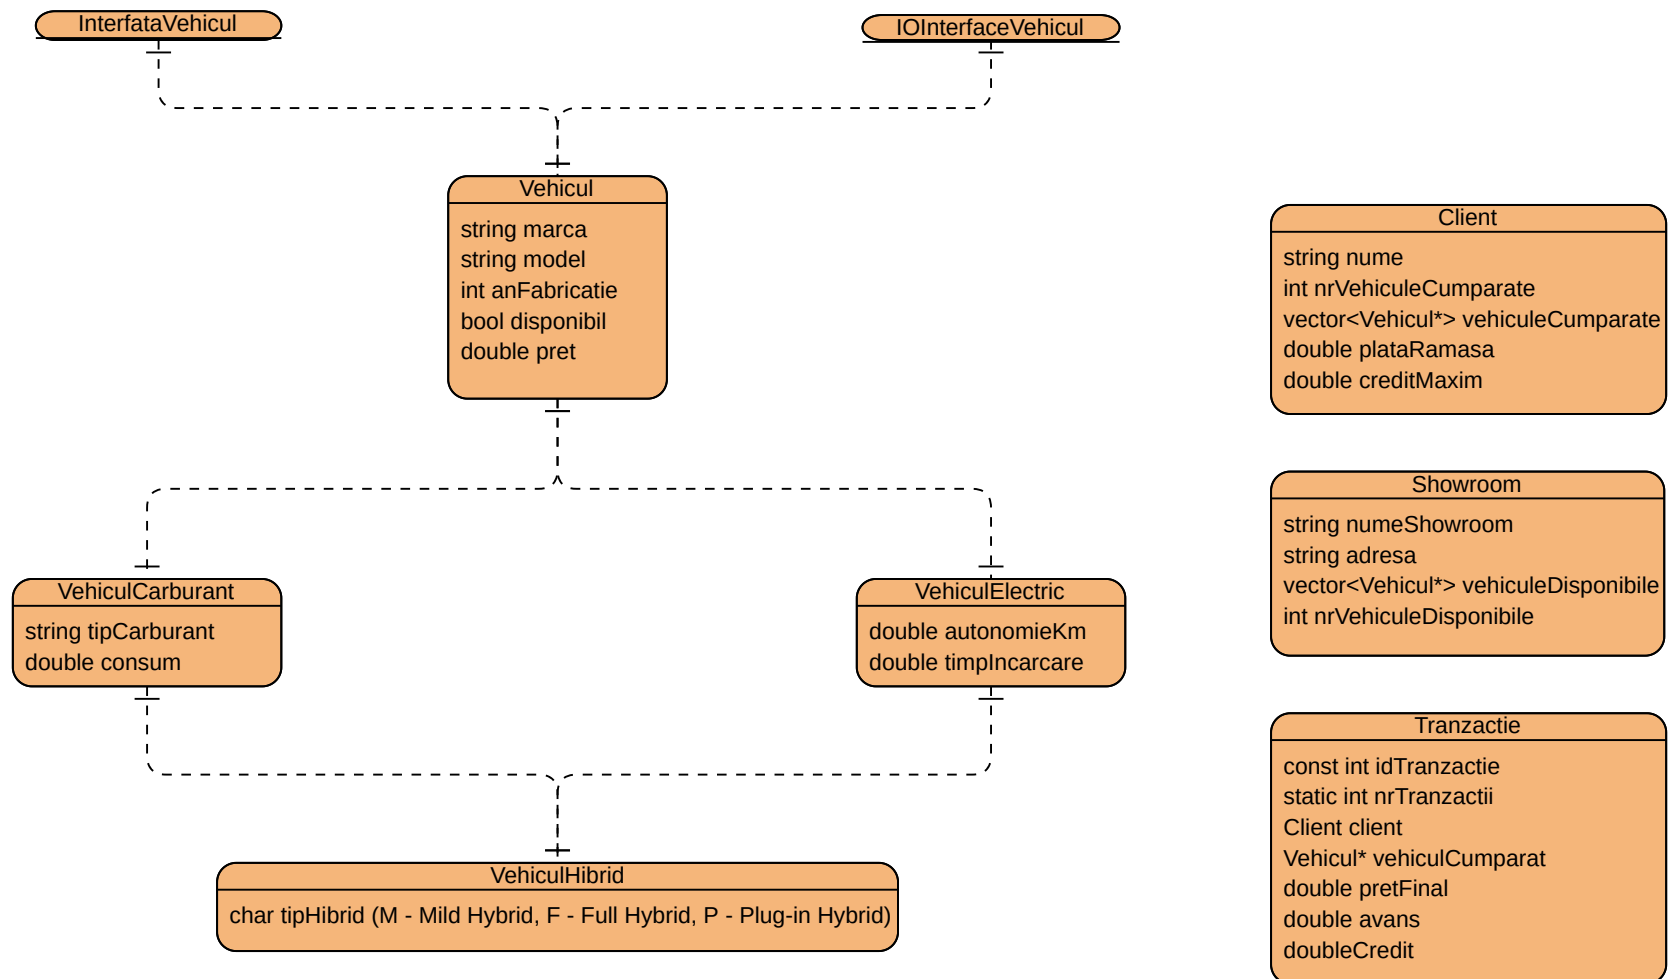 InterfataVehicul
IOInterfaceVehicul
Vehicul
string marca
string model
int anFabricatie
bool disponibil
double pret
Client
string nume
int nrVehiculeCumparate
vector<Vehicul*> vehiculeCumparate
double plataRamasa
double creditMaxim
Showroom
string numeShowroom
string adresa
vector<Vehicul*> vehiculeDisponibile
int nrVehiculeDisponibile
VehiculCarburant
string tipCarburant
double consum
VehiculElectric
double autonomieKm
double timpIncarcare
Tranzactie
const int idTranzactie
static int nrTranzactii
Client client
Vehicul* vehiculCumparat
double pretFinal
double avans
doubleCredit
VehiculHibrid
char tipHibrid (M - Mild Hybrid, F - Full Hybrid, P - Plug-in Hybrid)